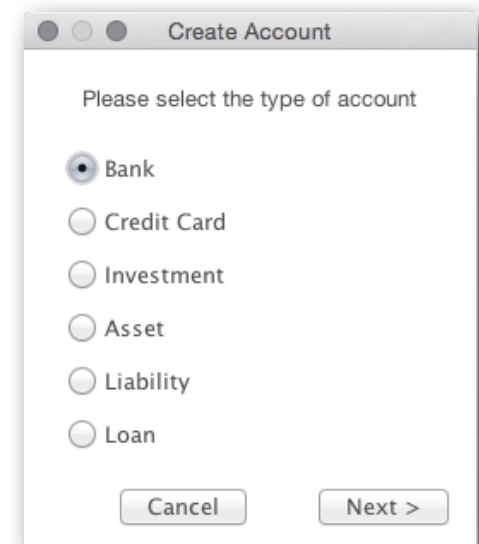 Create Account
Please select the type of account
Bank
Credit Card
Investment
Asset
Liability
Loan
Cancel Next >